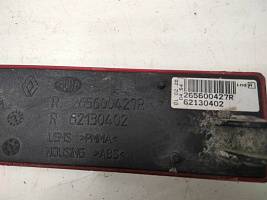 265600427R
62130402
R 265600427R
R 62130402
LENS >PMMA<
HOUSING >ABS<